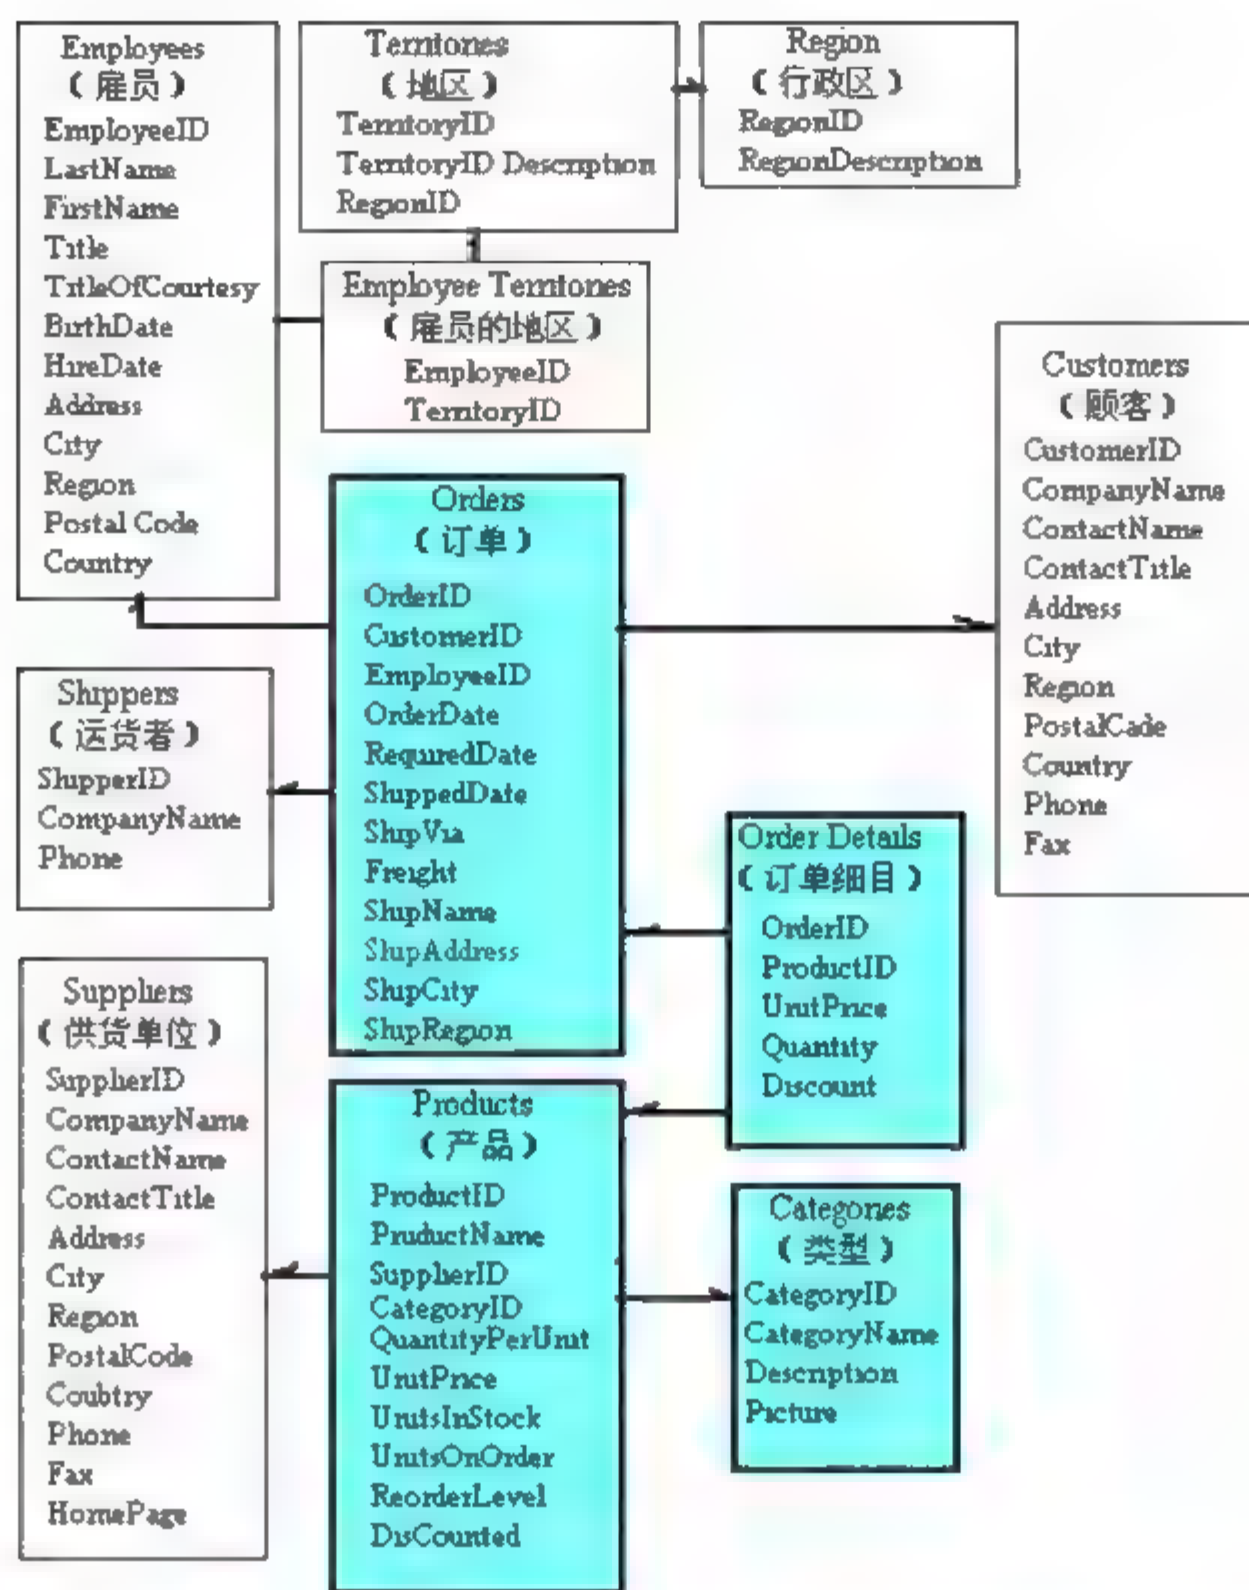 Employees
(雇员)
EmployeeID
LastName
FirstName
Title
TitleOfCourtesy
BirthDate
HireDate
Address
City
Region
Postal Code
Country
Territories
(地区)
TerritoryID
TerritoryID Description
RegionID
Region
(行政区)
RegionID
RegionDescription
Employee Territories
(雇员的地区)
EmployeeID
TerritoryID
Customers
(顾客)
CustomerID
CompanyName
ContactName
ContactTitle
Address
City
Region
PostalCade
Country
Phone
Fax
Orders
(订单)
OrderID
CustomerID
EmployeeID
OrderDate
RequiredDate
ShippedDate
ShipVia
Freight
ShipName
ShipAddress
ShipCity
ShipRegion
Shippers
(运货者)
ShipperID
CompanyName
Phone
Order Details
(订单细目)
OrderID
ProductID
UnitPrice
Quantity
Discount
Suppliers
(供货单位)
SupplierID
CompanyName
ContactName
ContactTitle
Address
City
Region
PostalCode
Coubtry
Phone
Fax
HomePage
Products
(产品)
ProductID
PruductName
SupplierID
CategoryID
QuantityPerUnit
UnitPrice
UnitsInStock
UnitsOnOrder
ReorderLevel
DisCounted
Categories
(类型)
CategoryID
CategoryName
Description
Picture